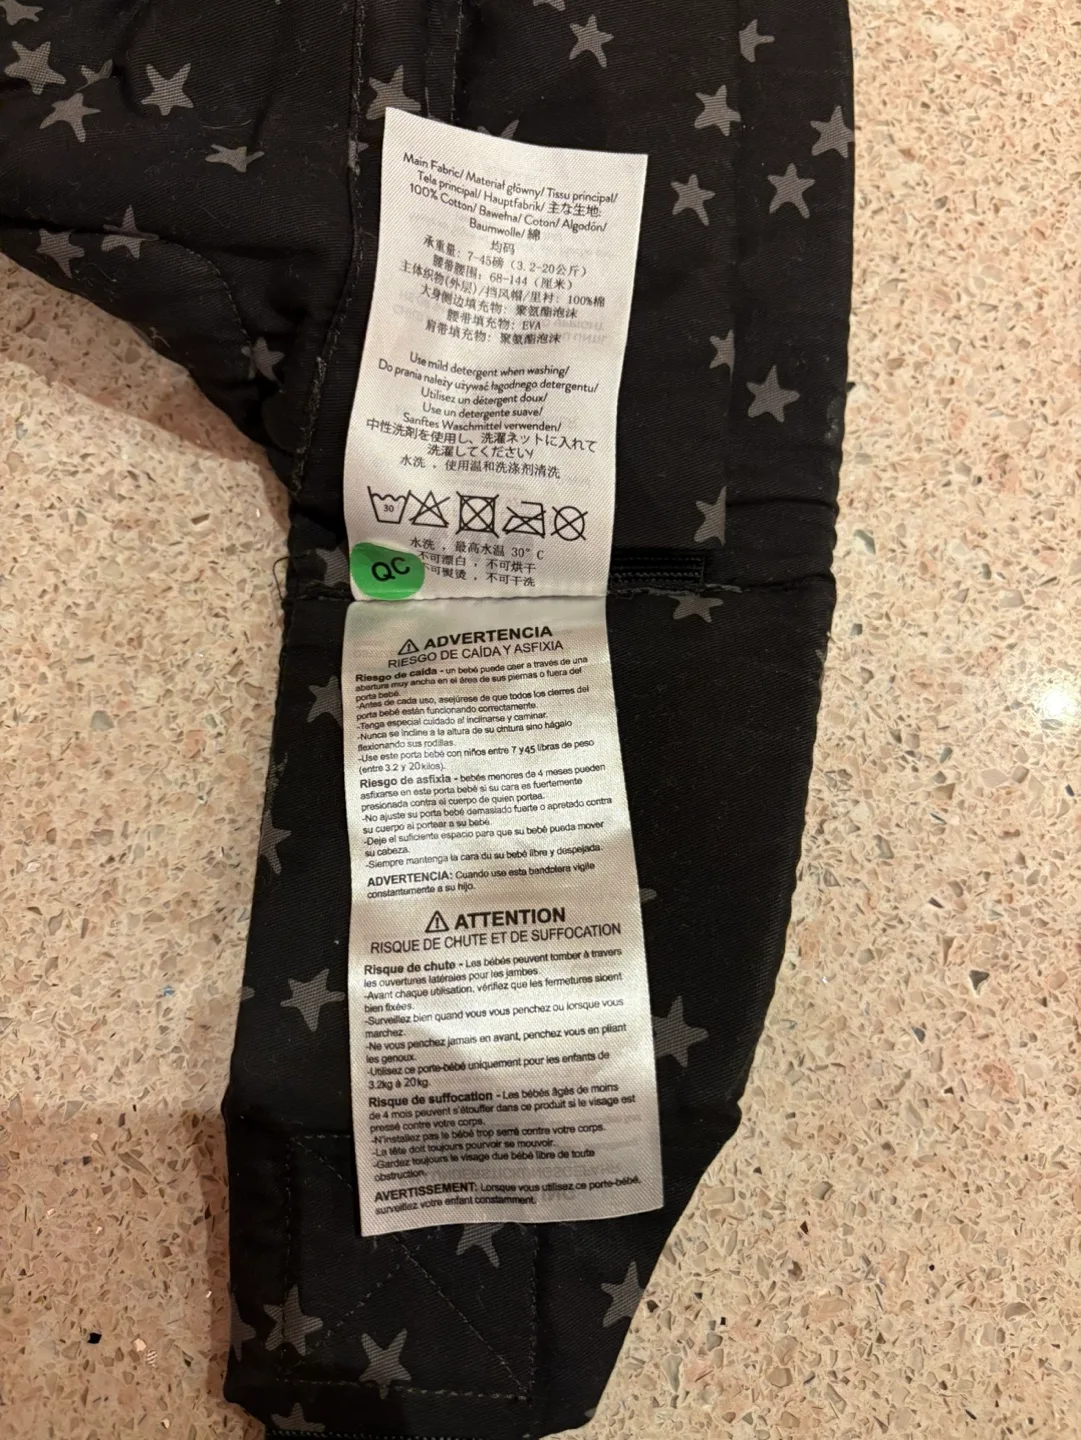 Main Fabric/ Materiał główny/ Tissu principal/
Tela principal/ Hauptfabrik/ 主な生地:
100% Cotton/ Bawełna/ Coton/ Algodón/
Baumwolle/ 綿
均码
承重量: 7-45磅 (3.2-20公斤)
腰带腰围: 68-144 (厘米)
主体织物(外层)/挡风帽/里衬: 100%棉
大身侧边填充物: 聚氨酯泡沫
腰带填充物: EVA
肩带填充物: 聚氨酯泡沫
Use mild detergent when washing/
Do prania należy używać łagodnego detergentu/
Utilisez un détergent doux/
Use un detergente suave/
Sanftes Waschmittel verwenden/
中性洗剤を使用し、洗濯ネットに入れて
洗濯してください/
水洗，使用温和洗涤剂清洗
30
水洗，最高水温 30° C
不可漂白，不可烘干
不可熨烫，不可干洗
QC
ADVERTENCIA
RIESGO DE CAÍDA Y ASFIXIA
Riesgo de caída - un bebé puede caer a través de una
abertura muy ancha en el área de sus piernas o fuera del
porta bebé.
-Antes de cada uso, asejúrese de que todos los cierres del
porta bebé están funcionando correctamente.
-Tenga especial cuidado al inclinarse y caminar.
-Nunca se incline a la altura de su cintura sino hágalo
flexionando sus rodillas.
-Use este porta bebé con niños entre 7 y 45 libras de peso
(entre 3.2 y 20 kilos).
Riesgo de asfixia - bebés menores de 4 meses pueden
asfixiarse en este porta bebé si su cara es fuertemente
presionada contra el cuerpo de quien portea.
-No ajuste su porta bebé demasiado fuerte o apretado contra
su cuerpo al portear a su bebé.
-Deje el suficiente espacio para que su bebé pueda mover
su cabeza.
-Siempre mantenga la cara du su bebé libre y despejada.
ADVERTENCIA: Cuando use esta bandolera vigile
constantemente a su hijo.
ATTENTION
RISQUE DE CHUTE ET DE SUFFOCATION
Risque de chute - Les bébés peuvent tomber à travers
les ouvertures latérales pour les jambes
-Avant chaque utilisation, vérifiez que les fermetures sioent
bien fixées.
-Surveillez bien quand vous vous penchez ou lorsque vous
marchez.
-Ne vous penchez jamais en avant, penchez vous en pliant
les genoux.
-Utilisez ce porte-bébé uniquement pour les enfants de
3.2kg à 20kg.
Risque de suffocation - Les bébés âgés de moins
de 4 mois peuvent s'étouffer dans ce produit si le visage est
pressé contre votre corps.
-N'installez pas le bébé trop serré contre votre corps.
-La tête doit toujours pourvoir se mouvoir.
-Gardez toujours le visage due bébé libre de toute
obstruction.
AVERTISSEMENT: Lorsque vous utilisez ce porte-bébé,
surveillez votre enfant constamment.